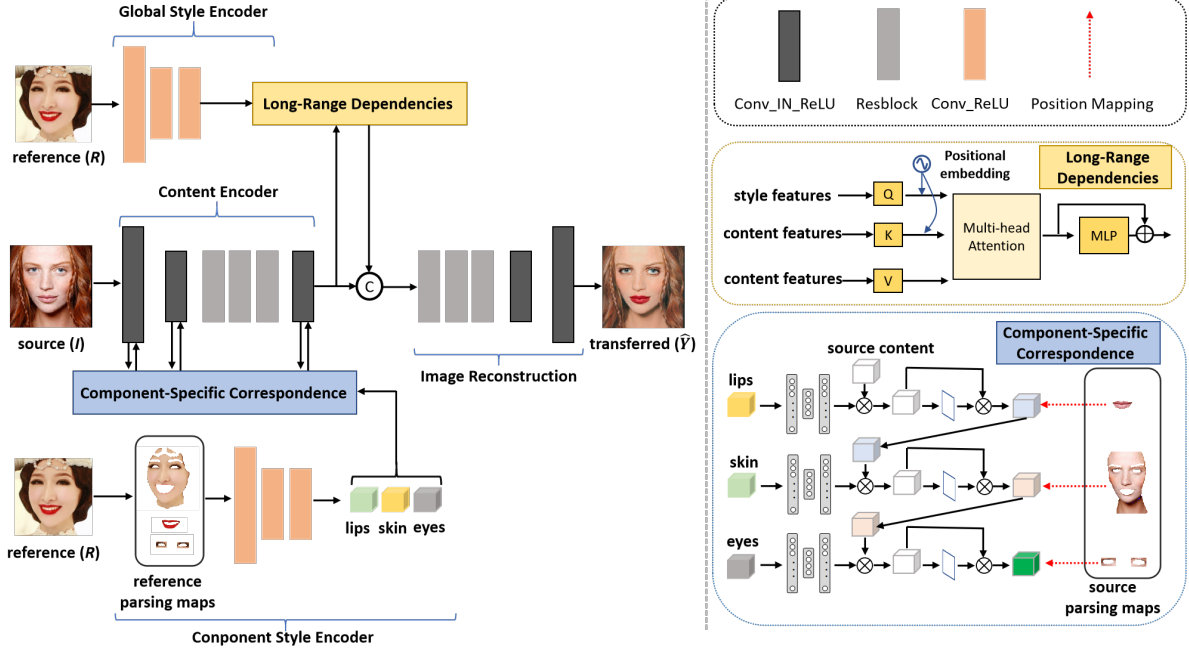 Global Style Encoder
reference (R)
Long-Range Dependencies
Content Encoder
source (I)
C
transferred (Ŷ)
Image Reconstruction
Component-Specific Correspondence
reference (R)
reference
parsing maps
lips skin eyes
Component Style Encoder
Conv_IN_ReLU Resblock Conv_ReLU Position Mapping
Positional
embedding
Long-Range
Dependencies
style features
Q
content features
K
content features
V
Multi-head
Attention
MLP
Component-Specific
Correspondence
source content
lips
skin
eyes
source
parsing maps